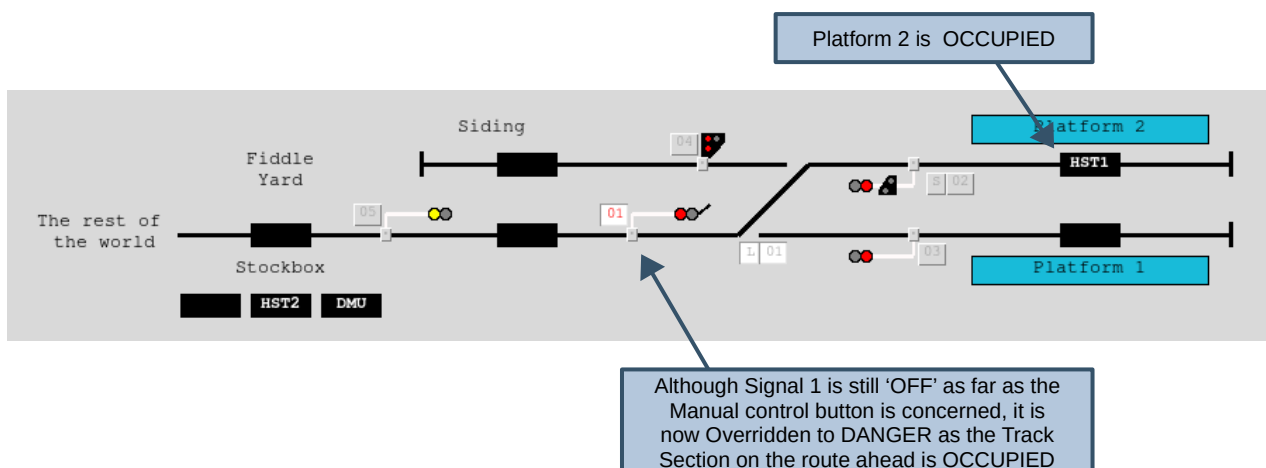 Platform 2 is OCCUPIED
Siding
04
Platform 2
Fiddle
Yard
HST1
S 02
The rest of
the world
05
01
L 01
03
Stockbox
Platform 1
HST2 DMU
Although Signal 1 is still ‘OFF’ as far as the
Manual control button is concerned, it is
now Overridden to DANGER as the Track
Section on the route ahead is OCCUPIED